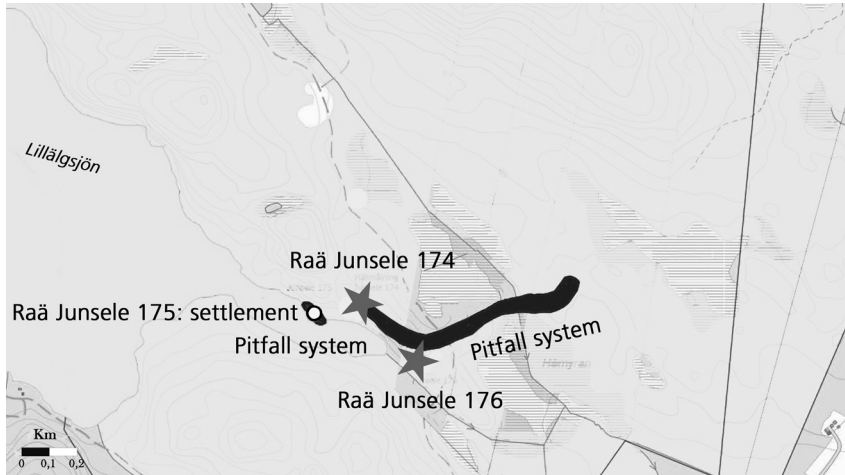 Lillälgsjön
Raä Junsele 174
Raä Junsele 175: settlement
Pitfall system
Pitfall system
Raä Junsele 176
Km
0 0,1 0,2